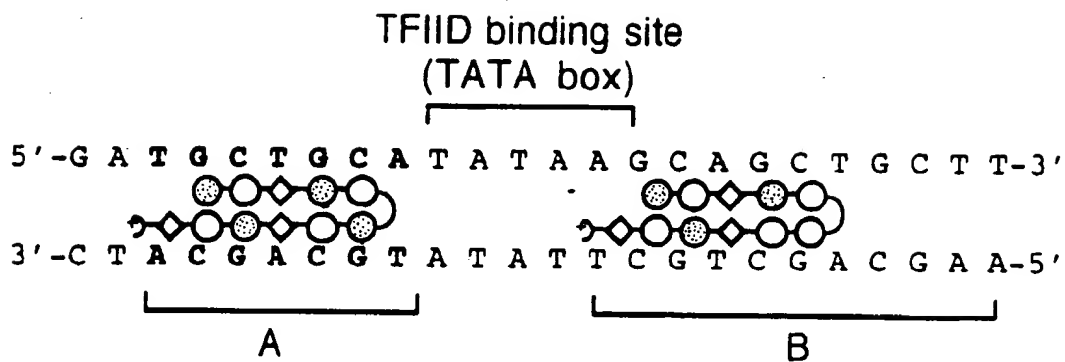 TFIID binding site
(TATA box)
5'-G A T G C T G C A T A T A A G C A G C T G C T T-3'
3'-C T A C G A C G T A T A T T C G T C G A C G A A-5'
A B